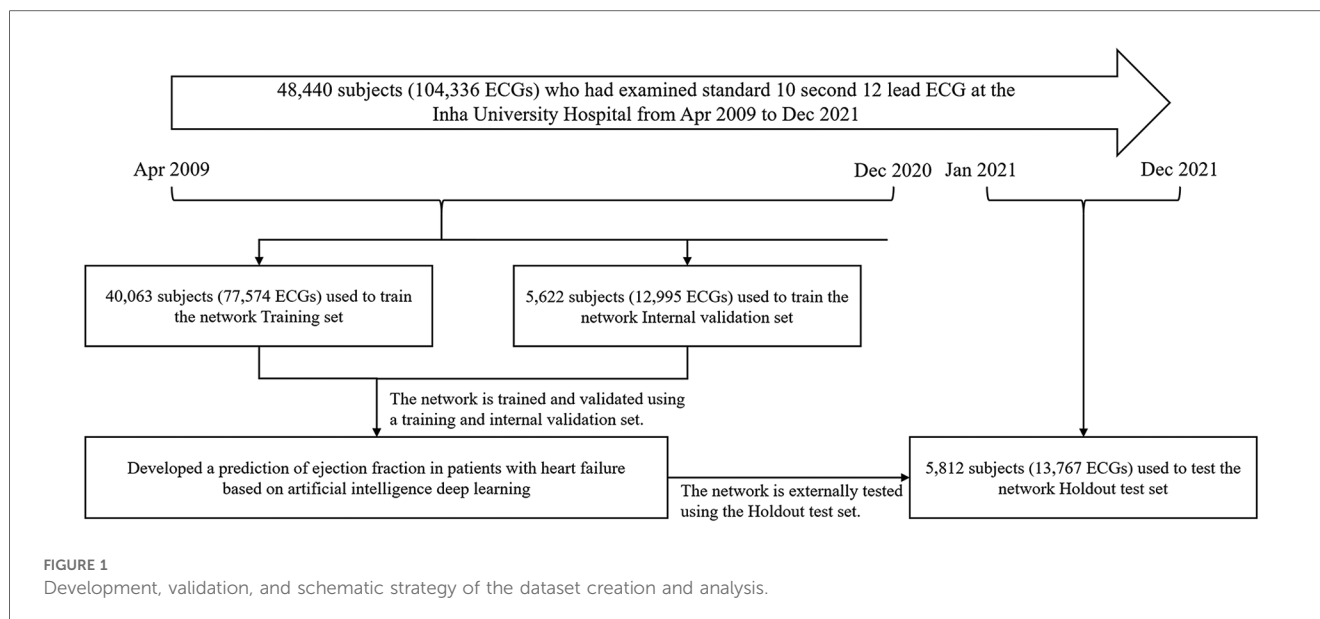 48,440 subjects (104,336 ECGs) who had examined standard 10 second 12 lead ECG at the
Inha University Hospital from Apr 2009 to Dec 2021
Apr 2009
Dec 2020
Jan 2021
Dec 2021
40,063 subjects (77,574 ECGs) used to train
the network Training set
5,622 subjects (12,995 ECGs) used to train the
network Internal validation set
The network is trained and validated using
a training and internal validation set.
Developed a prediction of ejection fraction in patients with heart failure
based on artificial intelligence deep learning
The network is externally tested
using the Holdout test set.
5,812 subjects (13,767 ECGs) used to test the
network Holdout test set
FIGURE 1
Development, validation, and schematic strategy of the dataset creation and analysis.